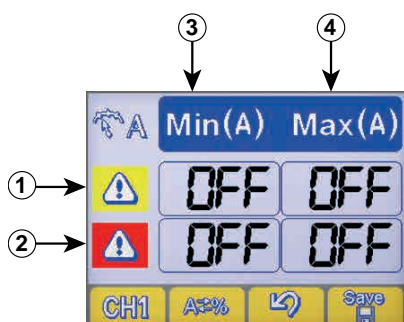 3 4
A Min(A) Max(A)
1 OFF OFF
2 OFF OFF
CH1 A⇄% Save